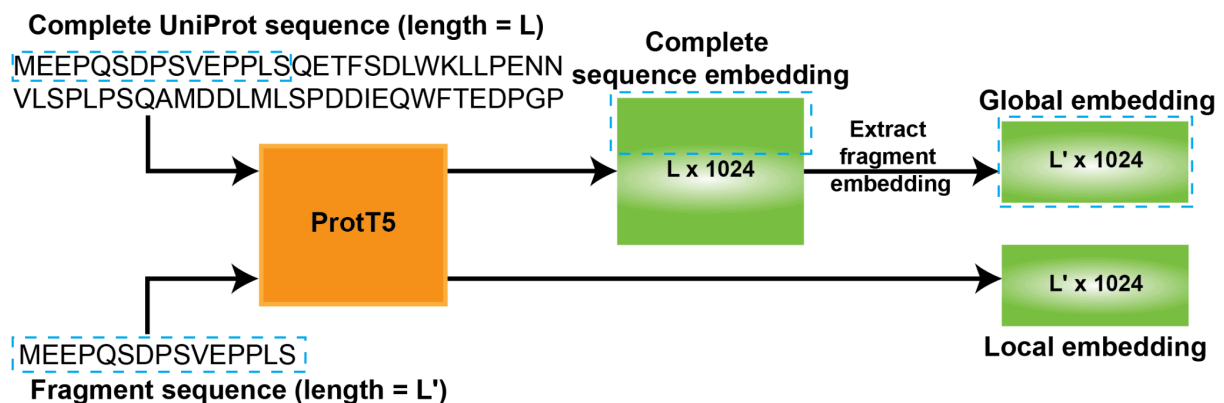 Complete UniProt sequence (length = L)
MEEPQSDPSVEPPLSQETFSDLWKLLPENN
VLSPLPSQAMDDLMLSPDDIEQWFTEDPGP
ProtT5
MEEPQSDPSVEPPLS
Fragment sequence (length = L')
Complete
sequence embedding
L x 1024
Extract
fragment
embedding
Global embedding
L' x 1024
L' x 1024
Local embedding